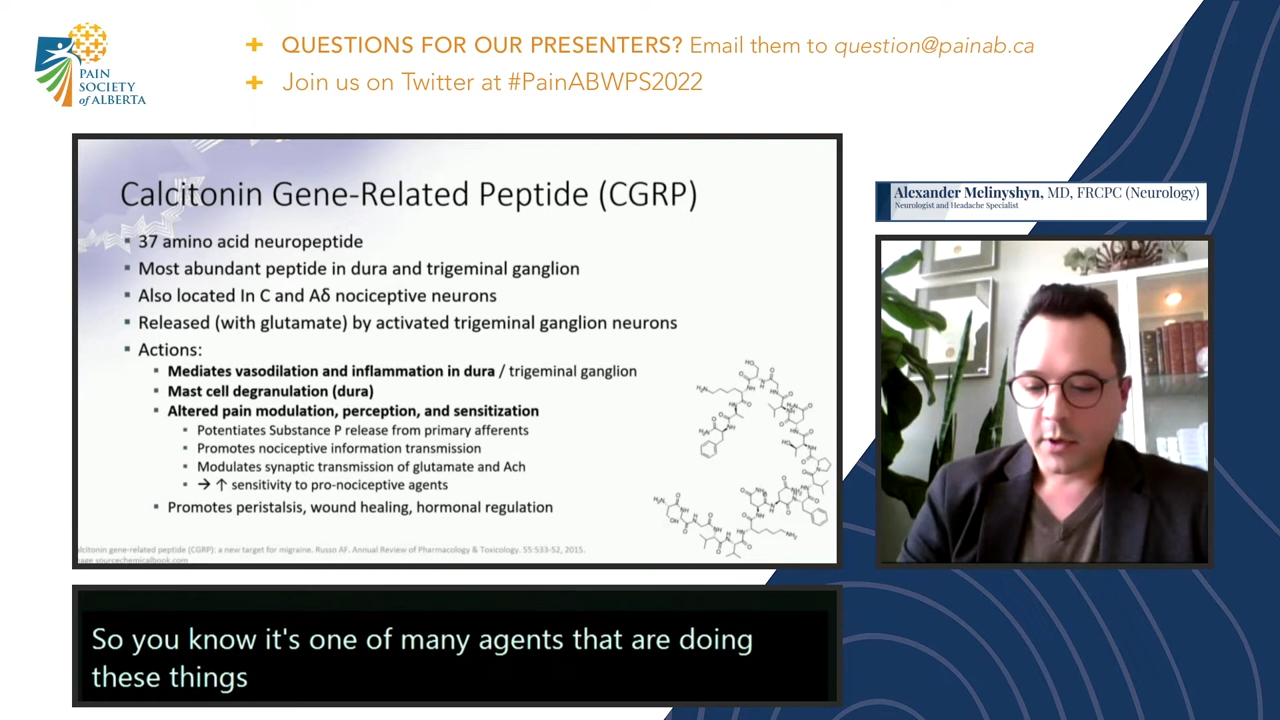 PAIN
SOCIETY
of ALBERTA
+ QUESTIONS FOR OUR PRESENTERS? Email them to question@painab.ca
+ Join us on Twitter at #PainABWPS2022
Calcitonin Gene-Related Peptide (CGRP)
▪ 37 amino acid neuropeptide
▪ Most abundant peptide in dura and trigeminal ganglion
▪ Also located In C and Aδ nociceptive neurons
▪ Released (with glutamate) by activated trigeminal ganglion neurons
▪ Actions:
▪ Mediates vasodilation and inflammation in dura / trigeminal ganglion
▪ Mast cell degranulation (dura)
▪ Altered pain modulation, perception, and sensitization
▪ Potentiates Substance P release from primary afferents
▪ Promotes nociceptive information transmission
▪ Modulates synaptic transmission of glutamate and Ach
▪ → ↑ sensitivity to pro-nociceptive agents
▪ Promotes peristalsis, wound healing, hormonal regulation
lcitonin gene-related peptide (CGRP): a new target for migraine. Russo AF. Annual Review of Pharmacology & Toxicology. 55:533-52, 2015.
age sourcechemicalbook.com
Alexander Melinyshyn, MD, FRCPC (Neurology)
Neurologist and Headache Specialist
So you know it's one of many agents that are doing
these things